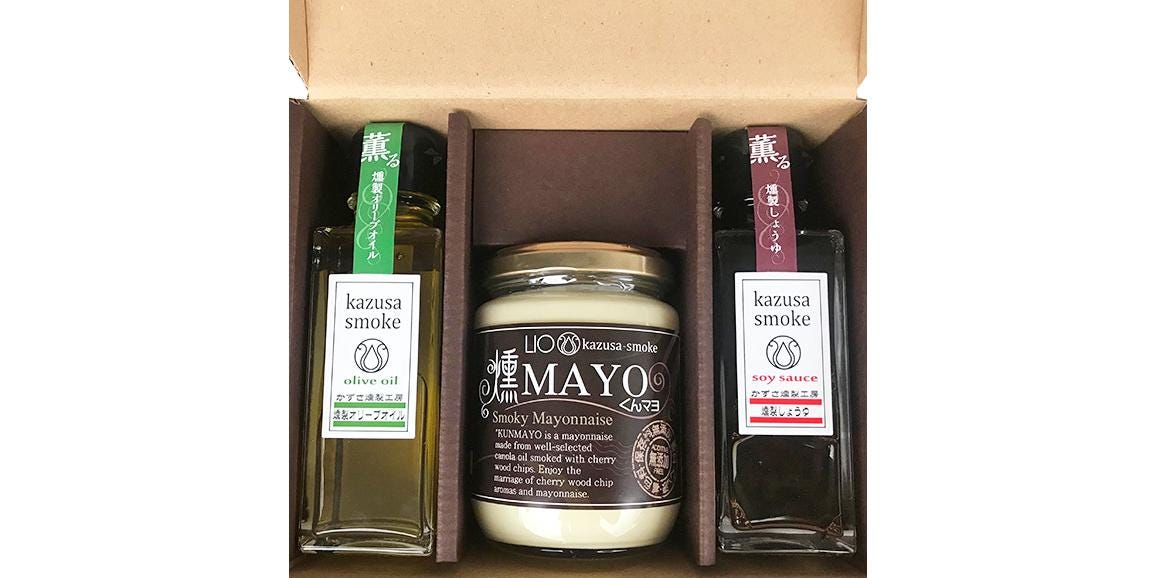 薫る
燻製オリーブオイル
kazusa
smoke
olive oil
かずさ燻製工房
燻製オリーブオイル
LIO kazusa-smoke
燻MAYO
くんマヨ
Smoky Mayonnaise
"KUNMAYO is a mayonnaise
made from well-selected
canola oil smoked with cherry
wood chips. Enjoy the
marriage of cherry wood chip
aromas and mayonnaise.
無添加
FREE
薫る
燻製しょうゆ
kazusa
smoke
soy sauce
かずさ燻製工房
燻製しょうゆ